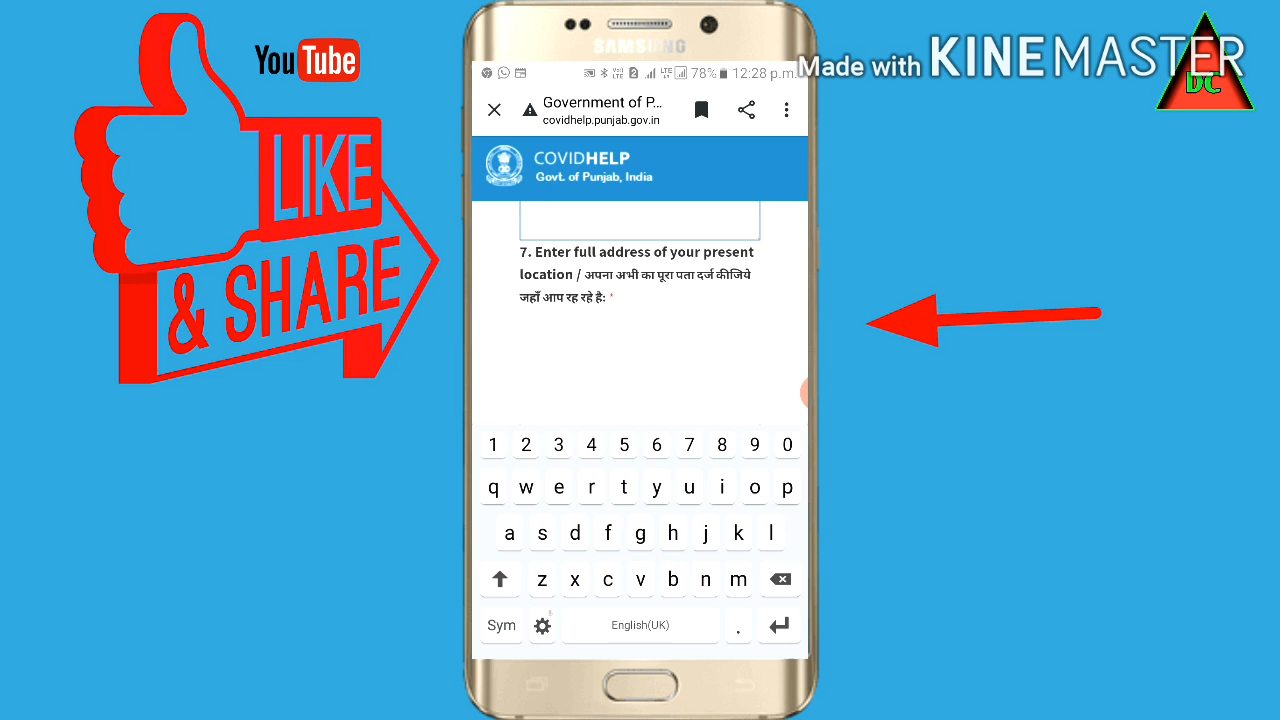 YouTube
LIKE
& SHARE
SAMSUNG
Made with KINEMASTER
DC
78% 12:28 p.m.
Government of P...
covidhelp.punjab.gov.in
COVIDHELP
Govt. of Punjab, India
7. Enter full address of your present
location / अपना अभी का पूरा पता दर्ज कीजिये
जहाँ आप रह रहे है: *
1 2 3 4 5 6 7 8 9 0
q w e r t y u i o p
a s d f g h j k l
z x c v b n m
Sym English(UK) .